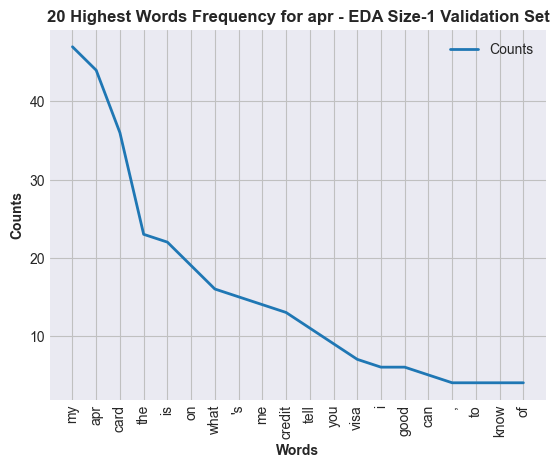 20 Highest Words Frequency for apr - EDA Size-1 Validation Set
Counts
40
30
20
10
Counts
my
apr
card
the
is
on
what
's
me
credit
tell
you
visa
i
good
can
,
to
know
of
Words